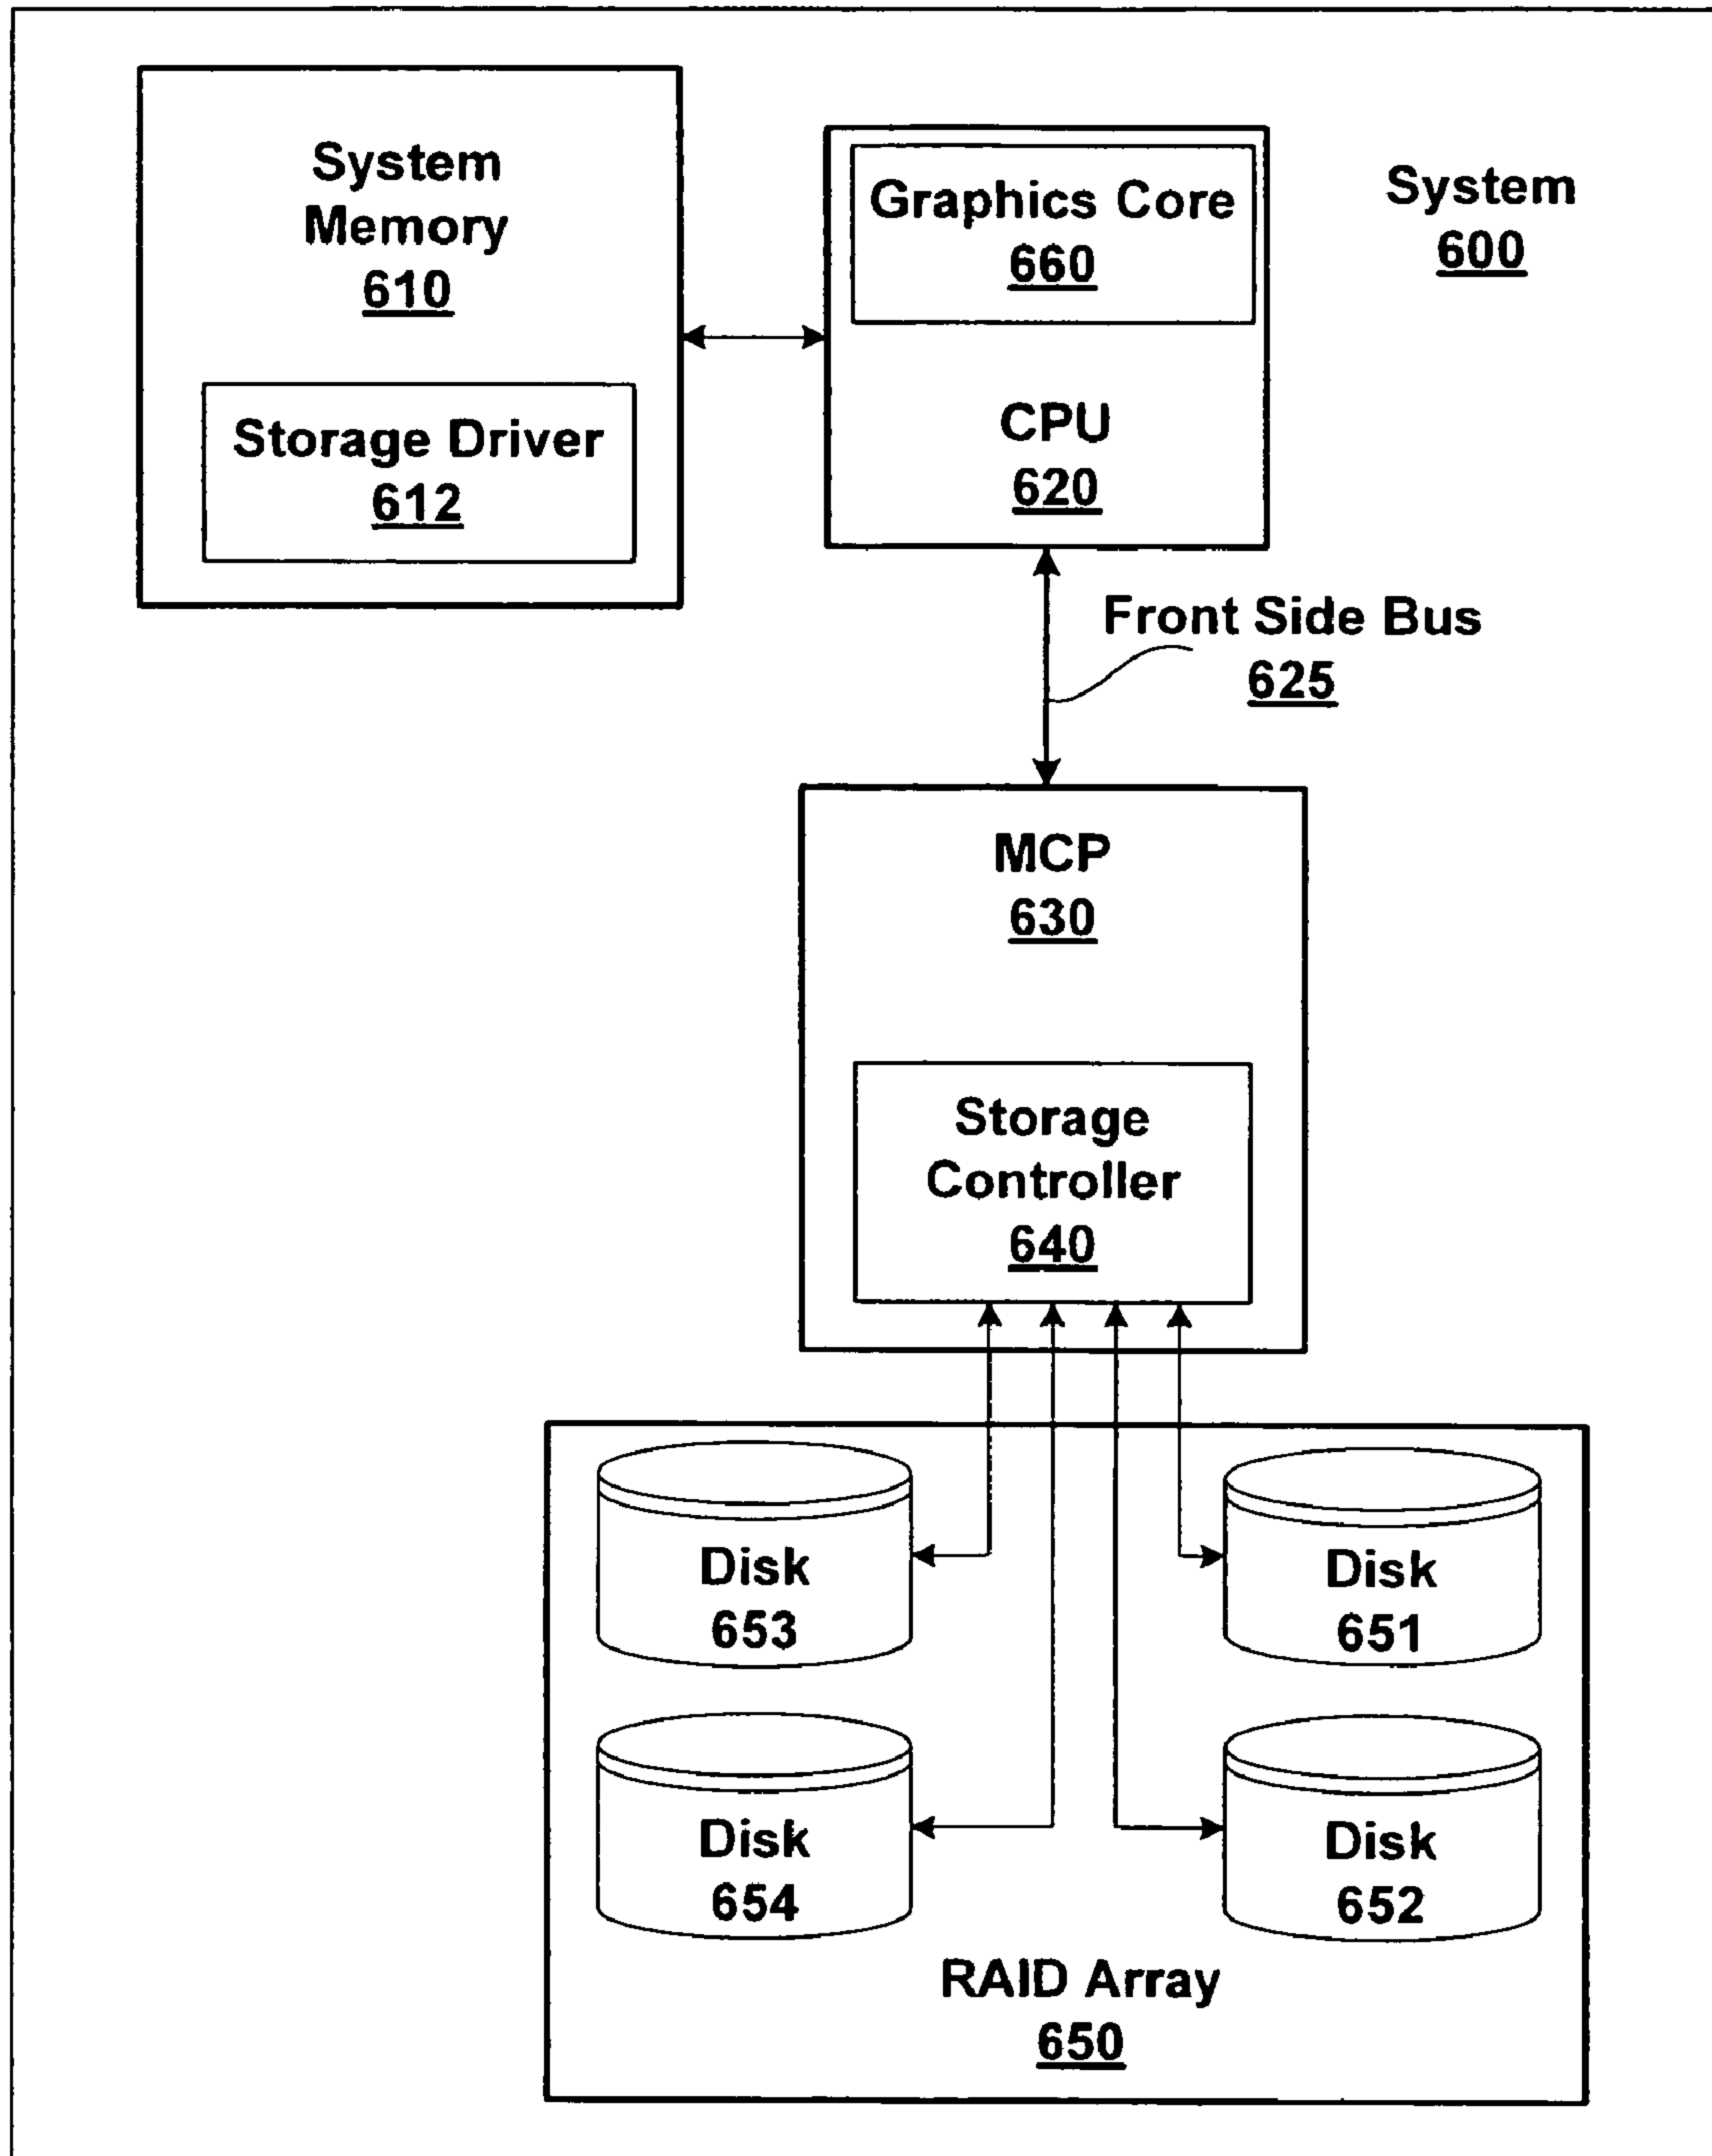 System
Memory
610
Storage Driver
612
Graphics Core
660
CPU
620
System
600
Front Side Bus
625
MCP
630
Storage
Controller
640
Disk
653
Disk
651
Disk
654
Disk
652
RAID Array
650